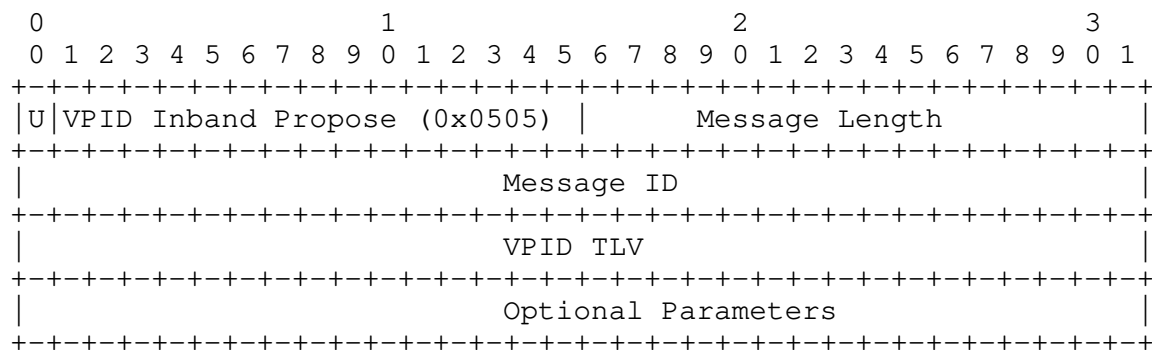 0                   1                   2                   3
 0 1 2 3 4 5 6 7 8 9 0 1 2 3 4 5 6 7 8 9 0 1 2 3 4 5 6 7 8 9 0 1
+-+-+-+-+-+-+-+-+-+-+-+-+-+-+-+-+-+-+-+-+-+-+-+-+-+-+-+-+-+-+-+-+
|U|VPID Inband Propose (0x0505) |      Message Length           |
+-+-+-+-+-+-+-+-+-+-+-+-+-+-+-+-+-+-+-+-+-+-+-+-+-+-+-+-+-+-+-+-+
|                           Message ID                          |
+-+-+-+-+-+-+-+-+-+-+-+-+-+-+-+-+-+-+-+-+-+-+-+-+-+-+-+-+-+-+-+-+
|                           VPID TLV                            |
+-+-+-+-+-+-+-+-+-+-+-+-+-+-+-+-+-+-+-+-+-+-+-+-+-+-+-+-+-+-+-+-+
|                           Optional Parameters                 |
+-+-+-+-+-+-+-+-+-+-+-+-+-+-+-+-+-+-+-+-+-+-+-+-+-+-+-+-+-+-+-+-+